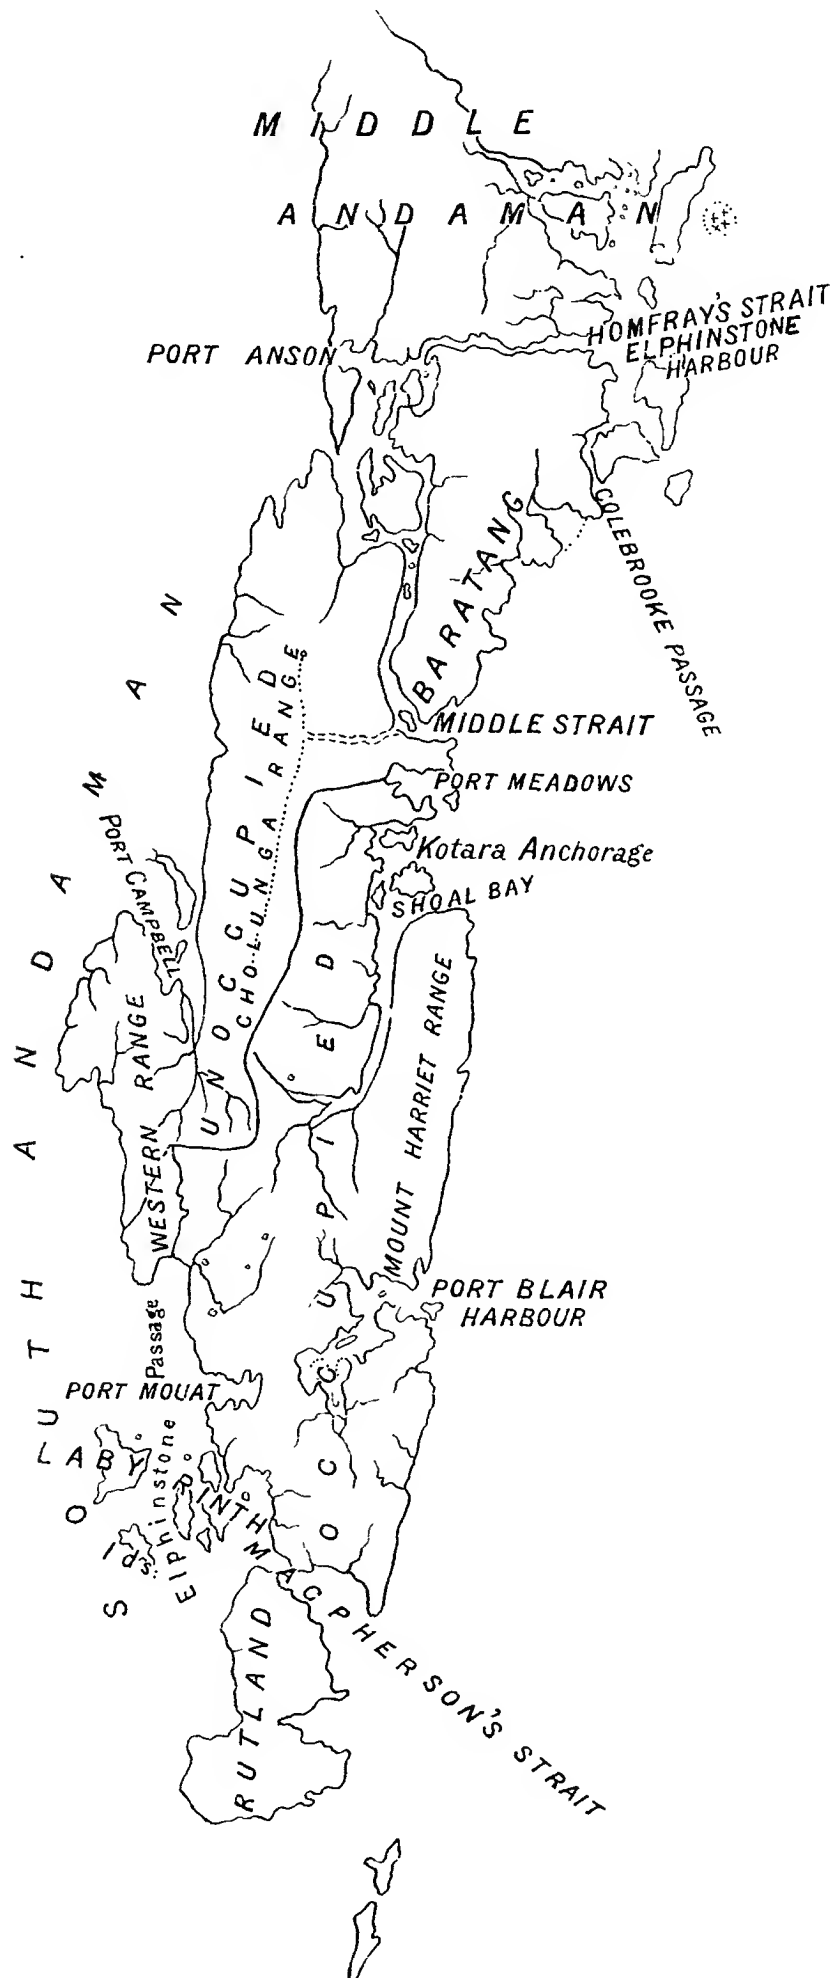 MIDDLE
ANDAMAN
HOMFRAY'S STRAIT
ELPHINSTONE
HARBOUR
PORT ANSON
COLEBROOKE PASSAGE
BARATANG
SOUTH ANDAMAN
UNOCCUPIED
CHOLUNGA RANGE
MIDDLE STRAIT
PORT MEADOWS
Kotara Anchorage
SHOAL BAY
PORT CAMPBELL
WESTERN RANGE
OCCUPIED
MOUNT HARRIET RANGE
PORT BLAIR
HARBOUR
PORT MOUAT
Elphinstone Passage
LABYRINTH
Ids.
MACPHERSON'S STRAIT
RUTLAND